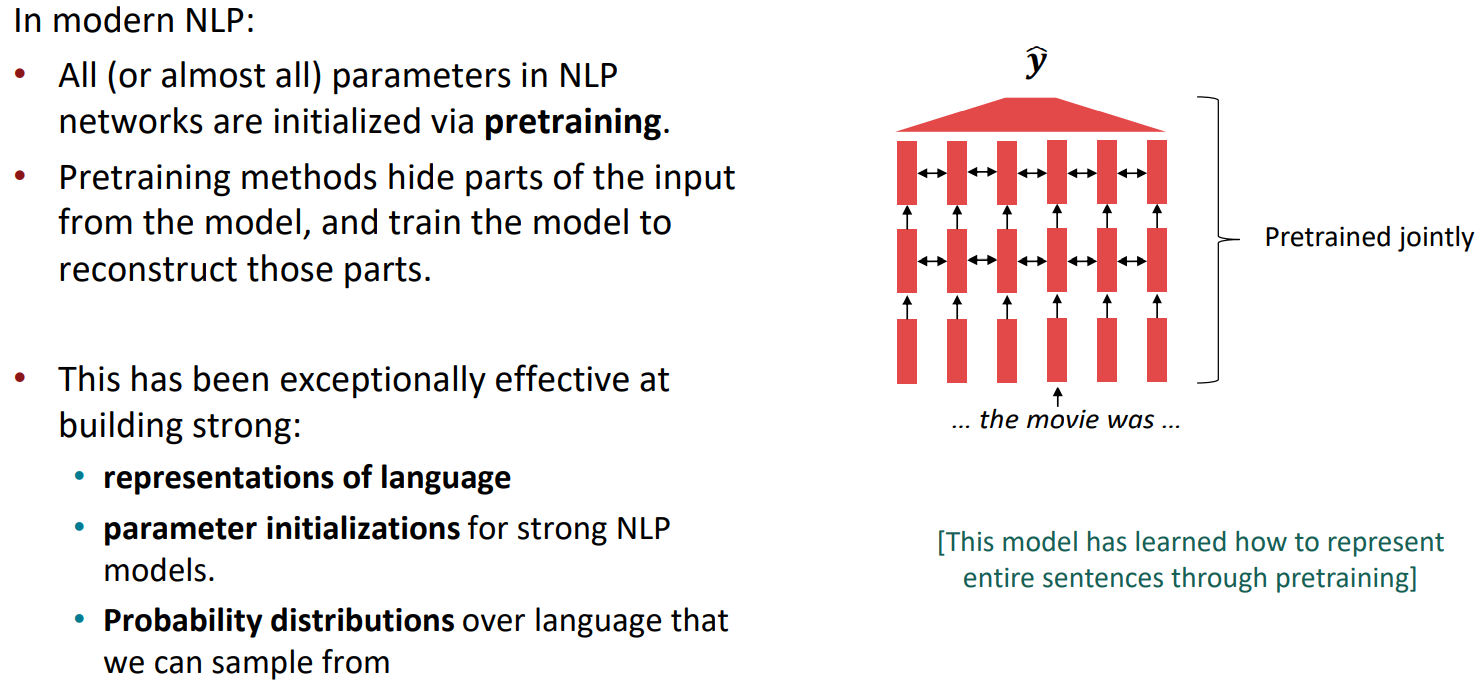 In modern NLP:
• All (or almost all) parameters in NLP
networks are initialized via pretraining.
• Pretraining methods hide parts of the input
from the model, and train the model to
reconstruct those parts.
• This has been exceptionally effective at
building strong:
• representations of language
• parameter initializations for strong NLP
models.
• Probability distributions over language that
we can sample from
ŷ
Pretrained jointly
... the movie was ...
[This model has learned how to represent
entire sentences through pretraining]